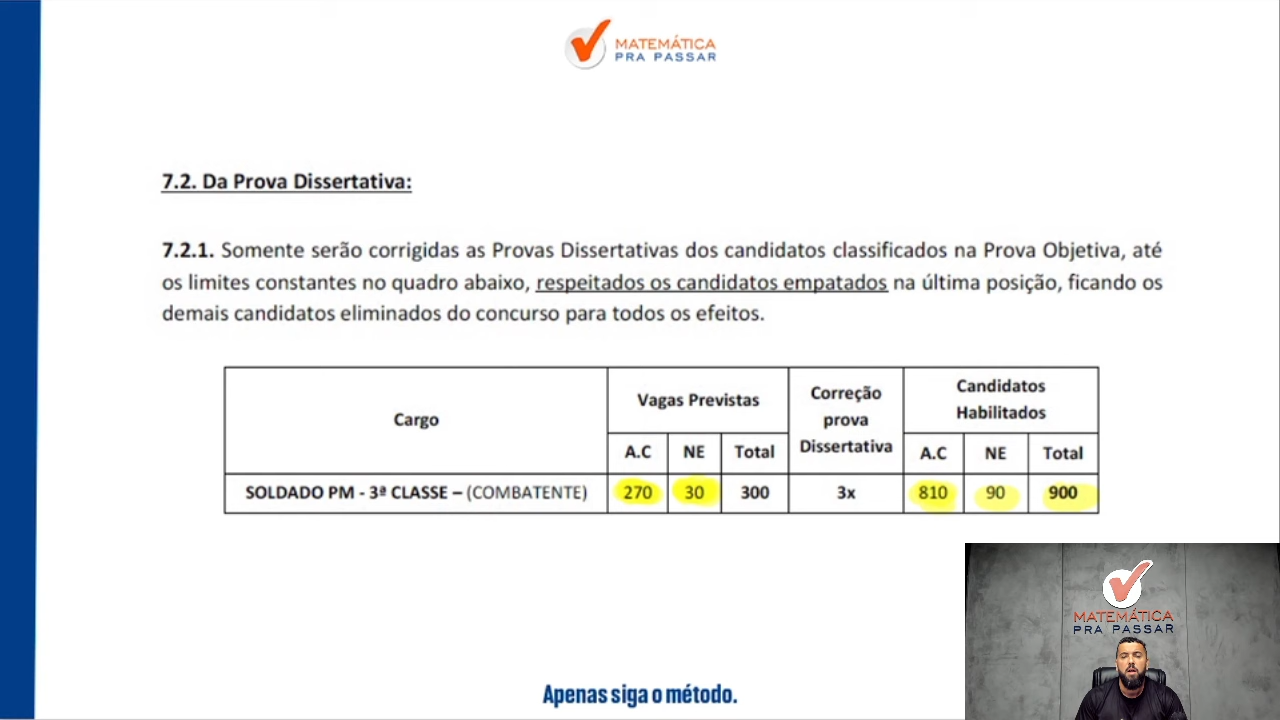 MATEMÁTICA
PRA PASSAR
7.2. Da Prova Dissertativa:
7.2.1. Somente serão corrigidas as Provas Dissertativas dos candidatos classificados na Prova Objetiva, até
os limites constantes no quadro abaixo, respeitados os candidatos empatados na última posição, ficando os
demais candidatos eliminados do concurso para todos os efeitos.
Cargo
Vagas Previstas
Correção
prova
Dissertativa
Candidatos
Habilitados
A.C NE Total A.C NE Total
SOLDADO PM - 3ª CLASSE – (COMBATENTE) 270 30 300 3x 810 90 900
MATEMÁTICA
PRA PASSAR
Apenas siga o método.